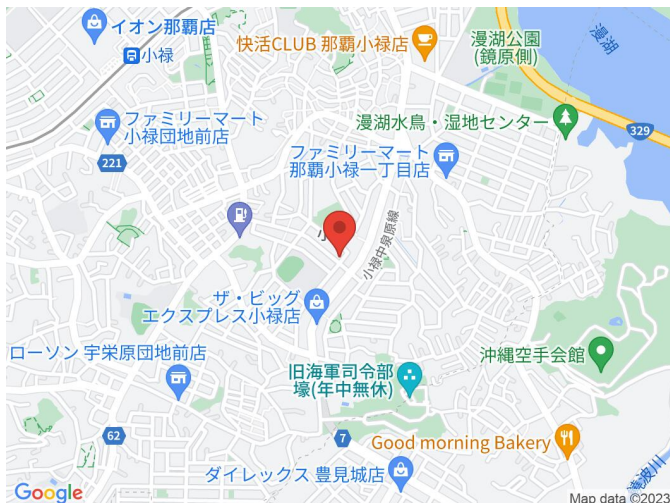 イオン那覇店
小禄
快活CLUB 那覇小禄店
漫湖公園
(鏡原側)
漫湖
ファミリーマート
小禄団地前店
漫湖水鳥・湿地センター
329
221
ファミリーマート
那覇小禄一丁目店
小禄中泉原線
ザ・ビッグ
エクスプレス小禄店
ローソン 宇栄原団地前店
旧海軍司令部
壕(年中無休)
沖縄空手会館
62
7
Good morning Bakery
ダイレックス 豊見城店
Google
Map data ©2023